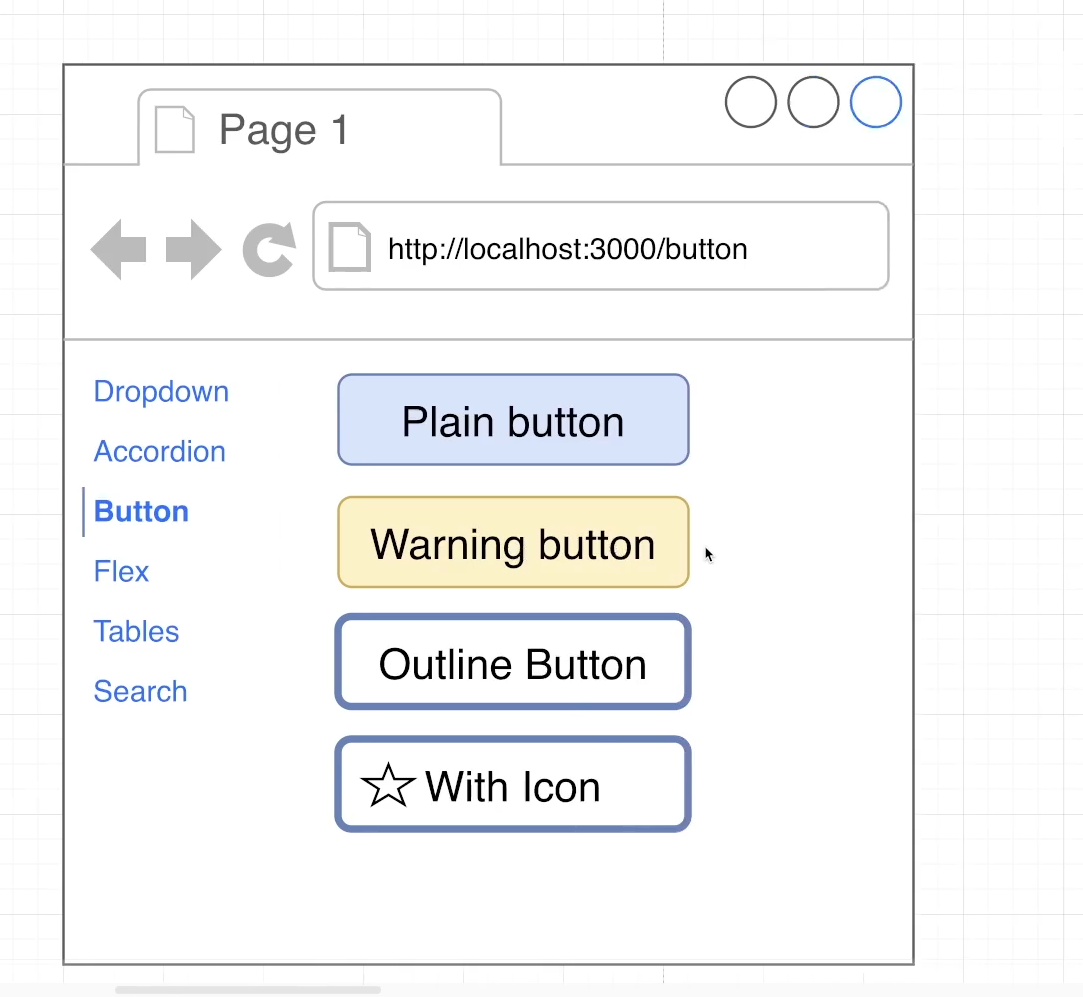 Page 1
http://localhost:3000/button
Dropdown
Accordion
Button
Flex
Tables
Search
Plain button
Warning button
Outline Button
With Icon